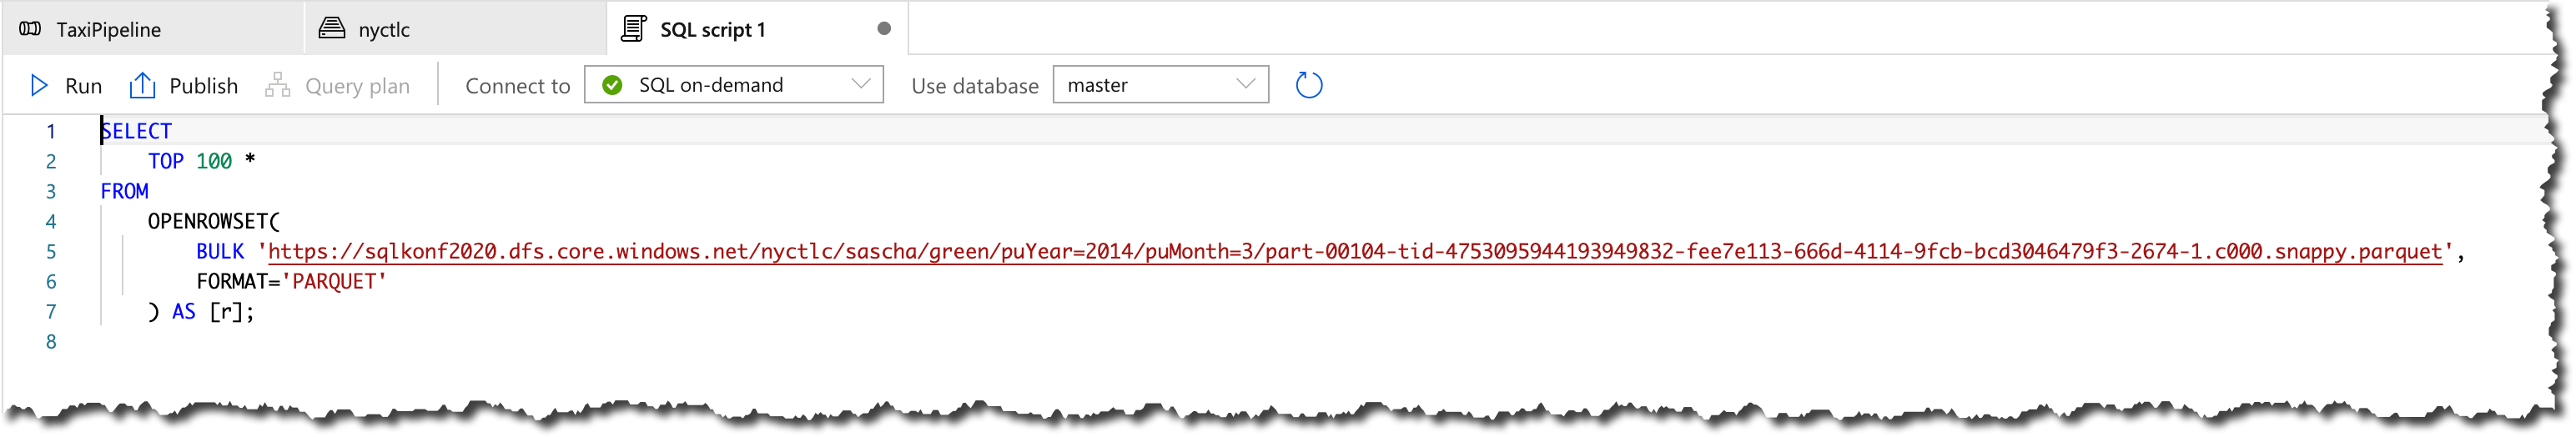 TaxiPipeline nyctlc SQL script 1
Run Publish Query plan Connect to SQL on-demand Use database master
1 SELECT
2 TOP 100 *
3 FROM
4 OPENROWSET(
5 BULK 'https://sqlkonf2020.dfs.core.windows.net/nyctlc/sascha/green/puYear=2014/puMonth=3/part-00104-tid-4753095944193949832-fee7e113-666d-4114-9fcb-bcd3046479f3-2674-1.c000.snappy.parquet',
6 FORMAT='PARQUET'
7 ) AS [r];
8